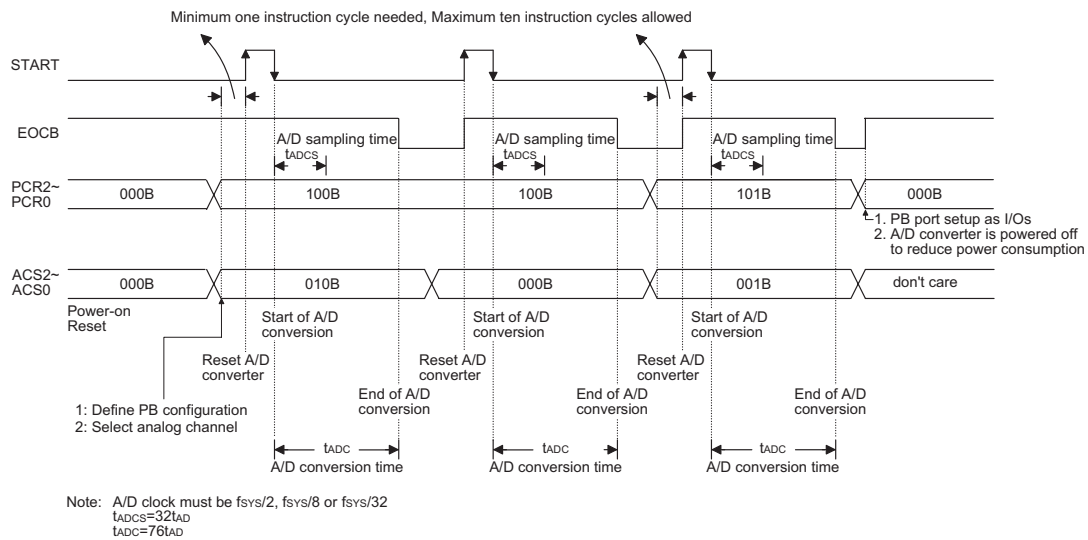 Minimum one instruction cycle needed, Maximum ten instruction cycles allowed
START
EOCB
A/D sampling time
tADCS
A/D sampling time
tADCS
A/D sampling time
tADCS
PCR2~
PCR0
000B
100B
100B
101B
000B
1. PB port setup as I/Os
2. A/D converter is powered off
to reduce power consumption
ACS2~
ACS0
000B
010B
000B
001B
don't care
Power-on
Reset
Start of A/D
conversion
Start of A/D
conversion
Start of A/D
conversion
Reset A/D
converter
Reset A/D
converter
Reset A/D
converter
End of A/D
conversion
End of A/D
conversion
End of A/D
conversion
1: Define PB configuration
2: Select analog channel
tADC
A/D conversion time
tADC
A/D conversion time
tADC
A/D conversion time
Note: A/D clock must be fSYS/2, fSYS/8 or fSYS/32
tADCS=32tAD
tADC=76tAD